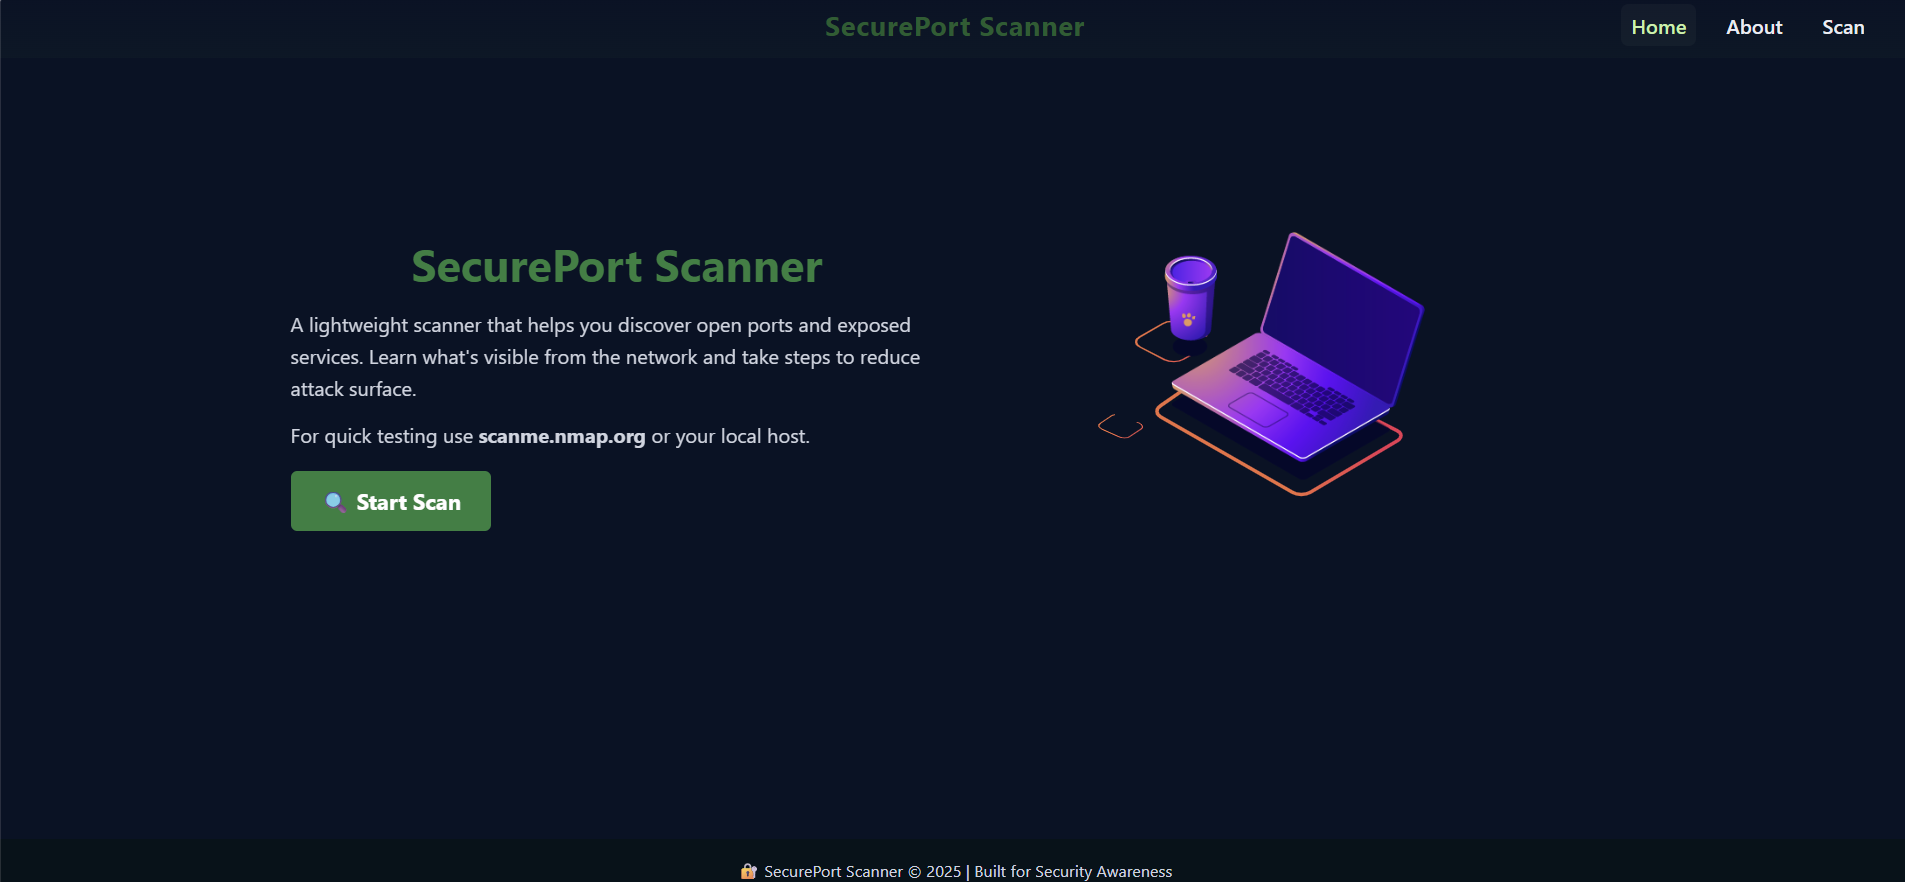 SecurePort Scanner
Home
About
Scan
SecurePort Scanner
A lightweight scanner that helps you discover open ports and exposed
services. Learn what's visible from the network and take steps to reduce
attack surface.
For quick testing use scanme.nmap.org or your local host.
🔍 Start Scan
🔐 SecurePort Scanner © 2025 | Built for Security Awareness